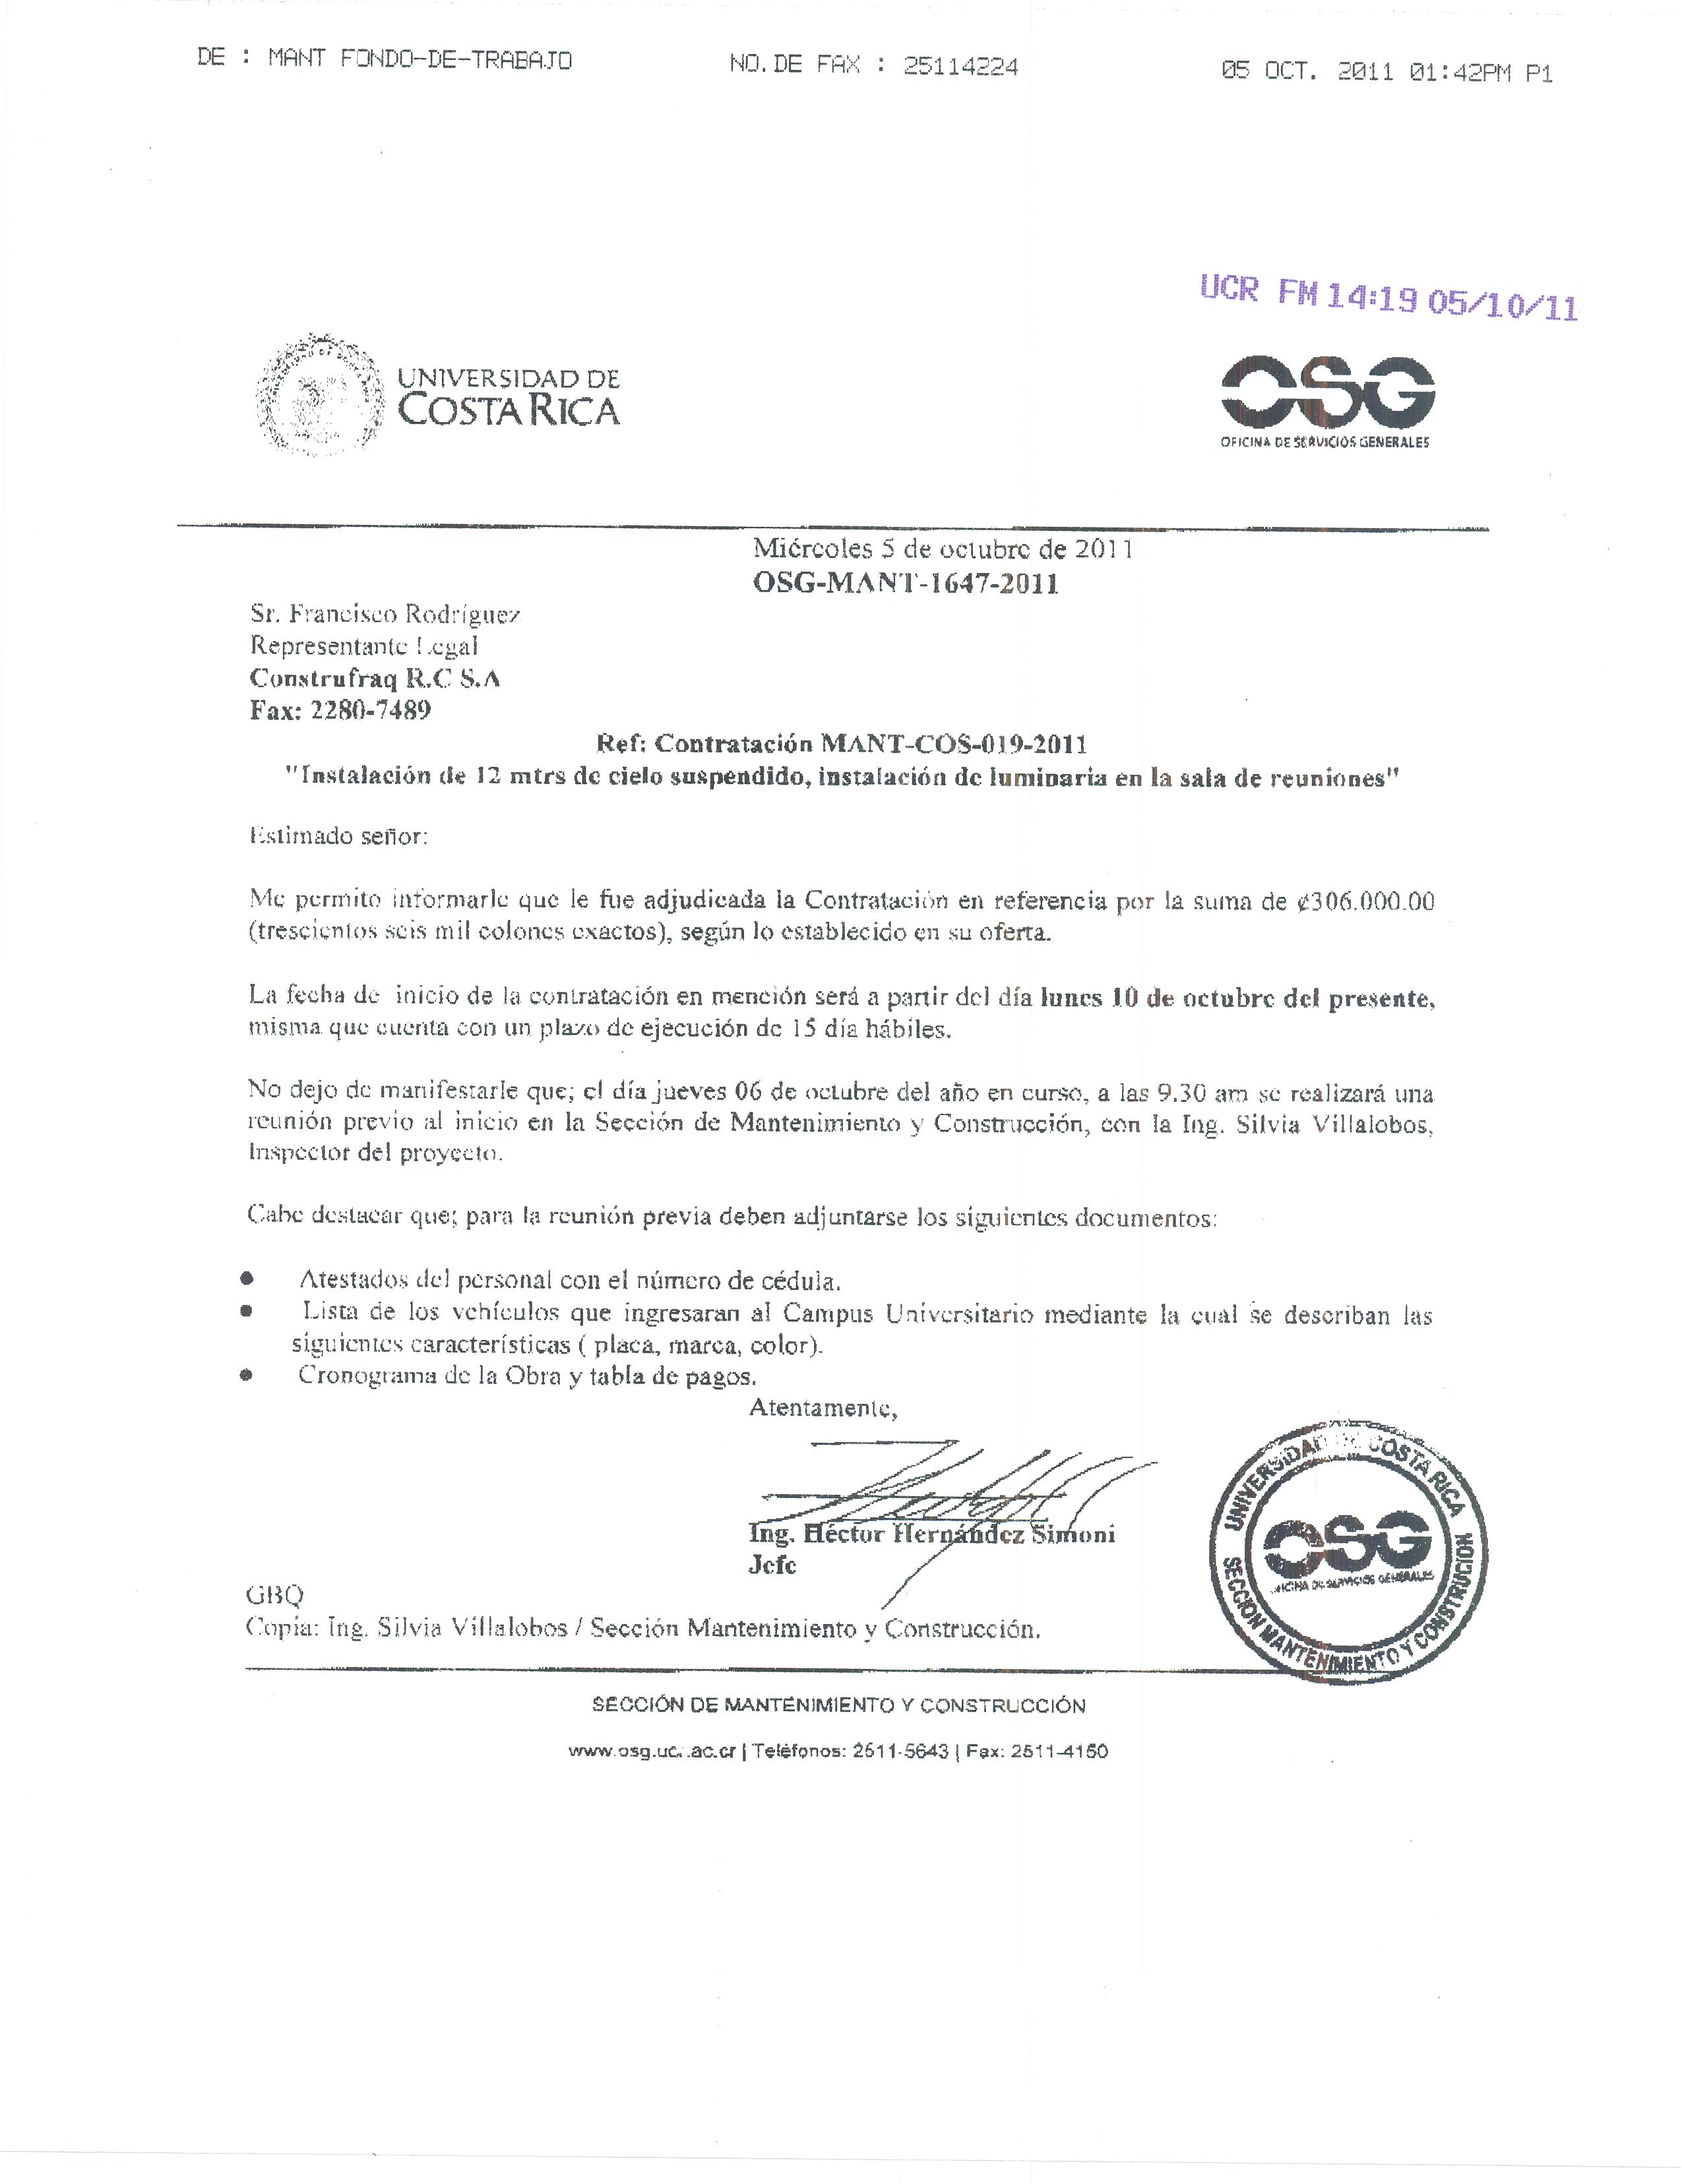 DE : MANT FONDO-DE-TRABAJO NO. DE FAX : 25114224 05 OCT. 2011 01:42PM P1
UCR FM 14:19 05/10/11
UNIVERSIDAD DE
COSTA RICA
OSG
OFICINA DE SERVICIOS GENERALES
Miércoles 5 de octubre de 2011
OSG-MANT-1647-2011
Sr. Francisco Rodríguez
Representante Legal
Construfraq R.C S.A
Fax: 2280-7489
Ref: Contratación MANT-COS-019-2011
"Instalación de 12 mtrs de cielo suspendido, instalación de luminaria en la sala de reuniones"
Estimado señor:
Me permito informarle que le fue adjudicada la Contratación en referencia por la suma de ¢306.000.00
(trescientos seis mil colones exactos), según lo establecido en su oferta.
La fecha de inicio de la contratación en mención será a partir del día lunes 10 de octubre del presente,
misma que cuenta con un plazo de ejecución de 15 día hábiles.
No dejo de manifestarle que; el día jueves 06 de octubre del año en curso, a las 9.30 am se realizará una
reunión previo al inicio en la Sección de Mantenimiento y Construcción, con la Ing. Silvia Villalobos,
Inspector del proyecto.
Cabe destacar que; para la reunión previa deben adjuntarse los siguientes documentos:
● Atestados del personal con el número de cédula.
● Lista de los vehículos que ingresaran al Campus Universitario mediante la cual se describan las
siguientes características ( placa, marca, color).
● Cronograma de la Obra y tabla de pagos.
Atentamente,
Ing. Héctor Hernández Simoni
Jefe
UNIVERSIDAD DE COSTA RICA
OSG
OFICINA DE SERVICIOS GENERALES
SECCION MANTENIMIENTO Y CONSTRUCION
GBQ
Copia: Ing. Silvia Villalobos / Sección Mantenimiento y Construcción.
SECCIÓN DE MANTENIMIENTO Y CONSTRUCCIÓN
www.osg.ucr.ac.cr | Teléfonos: 2511-5643 | Fax: 2511-4150